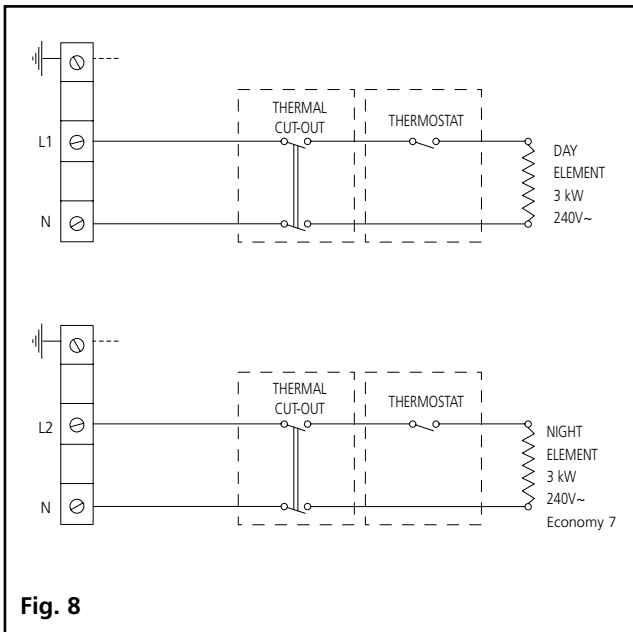 L1
THERMAL
CUT-OUT
THERMOSTAT
DAY
ELEMENT
3 kW
240V~
N
L2
THERMAL
CUT-OUT
THERMOSTAT
NIGHT
ELEMENT
3 kW
240V~
Economy 7
N
Fig. 8